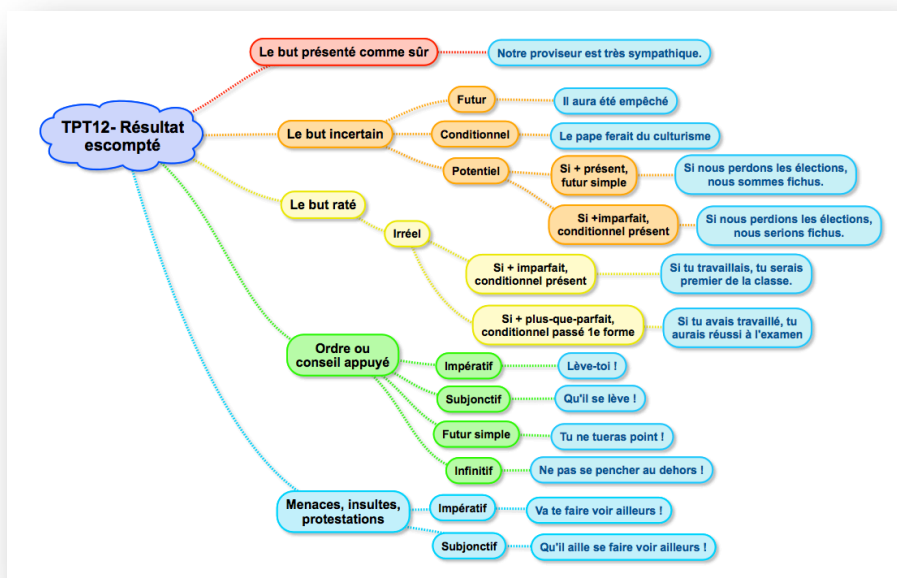 TPT12- Résultat
escompté
Le but présenté comme sûr
Notre proviseur est très sympathique.
Le but incertain
Futur
Il aura été empêché
Conditionnel
Le pape ferait du culturisme
Potentiel
Si + présent,
futur simple
Si nous perdons les élections,
nous sommes fichus.
Si +imparfait,
conditionnel présent
Si nous perdions les élections,
nous serions fichus.
Le but raté
Irréel
Si + imparfait,
conditionnel présent
Si tu travaillais, tu serais
premier de la classe.
Si + plus-que-parfait,
conditionnel passé 1e forme
Si tu avais travaillé, tu
aurais réussi à l'examen
Ordre ou
conseil appuyé
Impératif
Lève-toi !
Subjonctif
Qu'il se lève !
Futur simple
Tu ne tueras point !
Infinitif
Ne pas se pencher au dehors !
Menaces, insultes,
protestations
Impératif
Va te faire voir ailleurs !
Subjonctif
Qu'il aille se faire voir ailleurs !